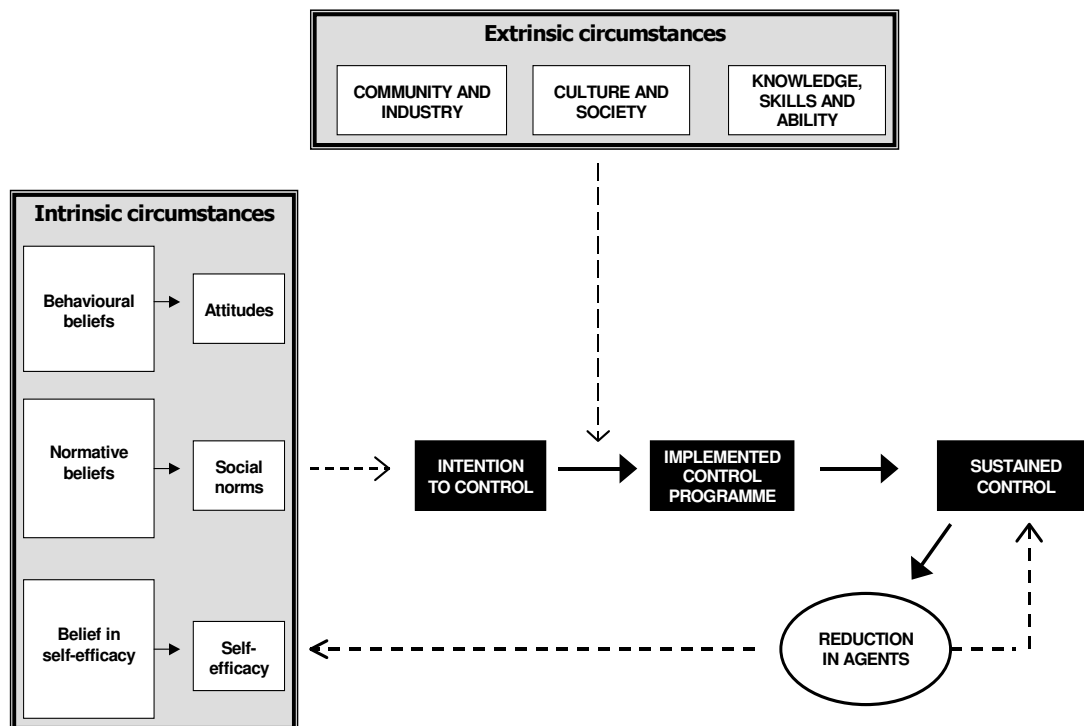 Extrinsic circumstances
COMMUNITY AND
INDUSTRY
CULTURE AND
SOCIETY
KNOWLEDGE,
SKILLS AND
ABILITY
Intrinsic circumstances
Behavioural
beliefs
Attitudes
Normative
beliefs
Social
norms
Belief in
self-efficacy
Self-
efficacy
INTENTION
TO CONTROL
IMPLEMENTED
CONTROL
PROGRAMME
SUSTAINED
CONTROL
REDUCTION
IN AGENTS